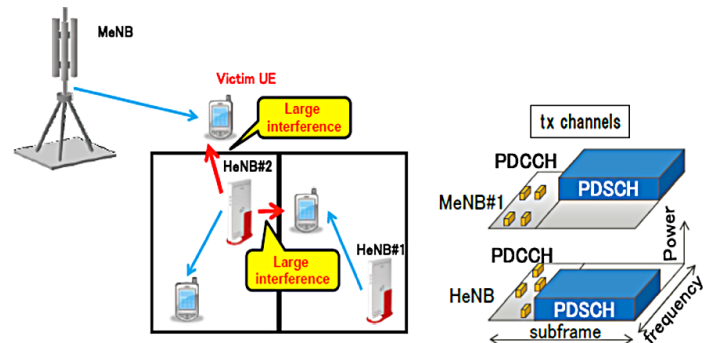 MeNB
Victim UE
Large
interference
HeNB#2
HeNB#1
Large
interference
tx channels
PDCCH
PDSCH
MeNB#1
PDCCH
HeNB
PDSCH
Power
frequency
subframe